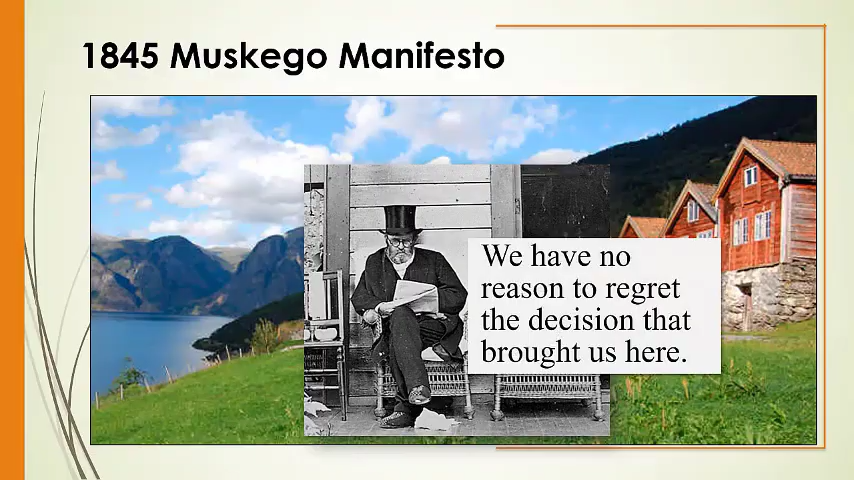 1845 Muskego Manifesto
We have no
reason to regret
the decision that
brought us here.